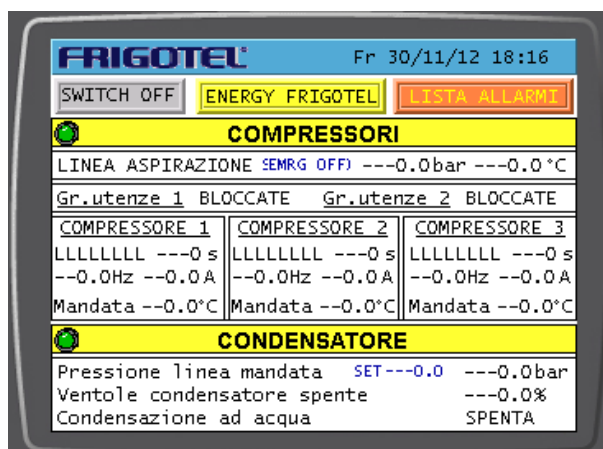 FRIGOTEL Fr 30/11/12 18:16
SWITCH OFF ENERGY FRIGOTEL LISTA ALLARMI
COMPRESSORI
LINEA ASPIRAZIONE (EMRG OFF) ---0.0bar ---0.0°C
Gr.utenze 1 BLOCCATE Gr.utenze 2 BLOCCATE
COMPRESSORE 1 COMPRESSORE 2 COMPRESSORE 3
LLLLLLLL ---0 s LLLLLLLL ---0 s LLLLLLLL ---0 s
--0.0Hz --0.0A --0.0Hz --0.0A --0.0Hz --0.0A
Mandata --0.0°C Mandata --0.0°C Mandata --0.0°C
CONDENSATORE
Pressione linea mandata SET---0.0 ---0.0bar
Ventole condensatore spente ---0.0%
Condensazione ad acqua SPENTA